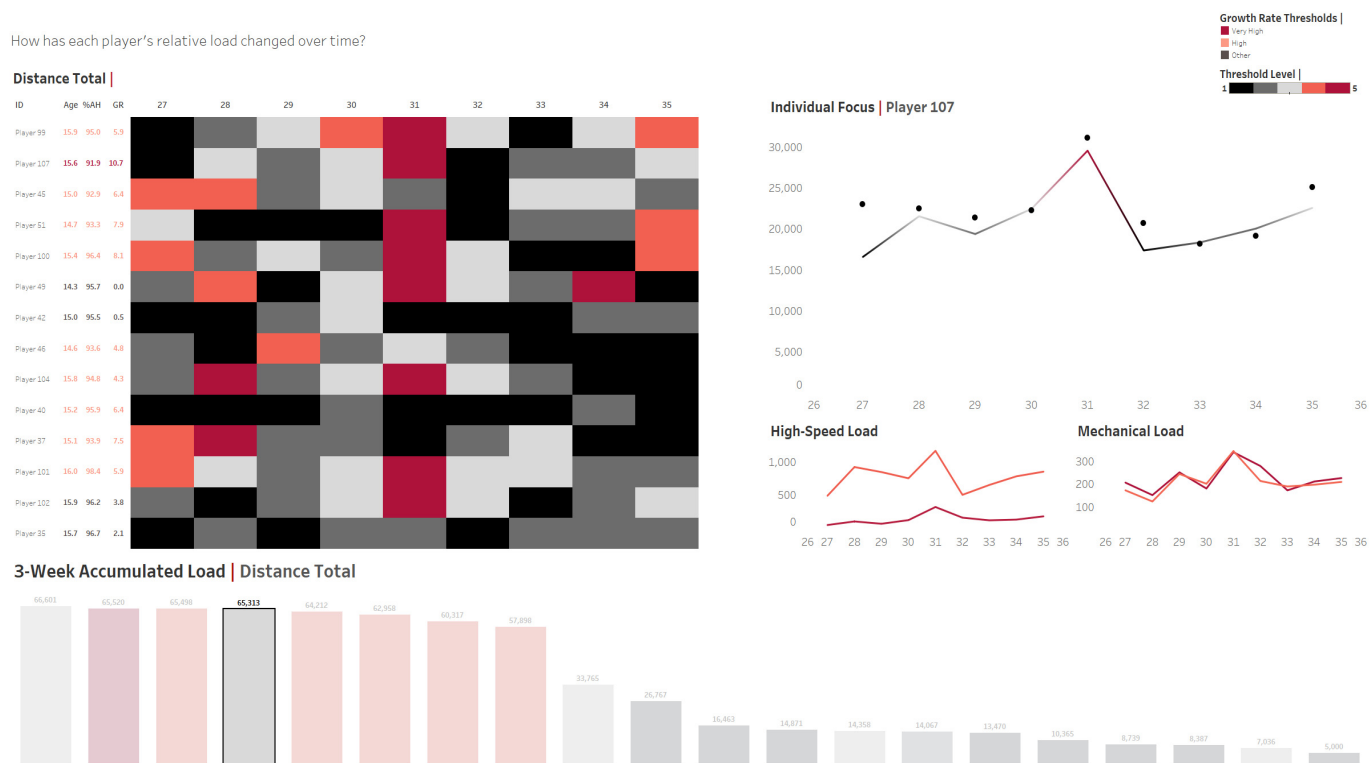 How has each player's relative load changed over time?
Growth Rate Thresholds |
Very High
High
Other
Threshold Level |
1 5
Distance Total |
ID Age %AH GR 27 28 29 30 31 32 33 34 35
Player 99 15.9 95.0 5.9
Player 107 15.6 91.9 10.7
Player 45 15.0 92.9 6.4
Player 51 14.7 93.3 7.9
Player 100 15.4 96.4 8.1
Player 49 14.3 95.7 0.0
Player 42 15.0 95.5 0.5
Player 46 14.6 93.6 4.8
Player 104 15.8 94.8 4.3
Player 40 15.2 95.9 6.4
Player 37 15.1 93.9 7.5
Player 101 16.0 98.4 5.9
Player 102 15.9 96.2 3.8
Player 35 15.7 96.7 2.1
Individual Focus | Player 107
30,000
25,000
20,000
15,000
10,000
5,000
0
26 27 28 29 30 31 32 33 34 35 36
High-Speed Load
1,000
500
0
26 27 28 29 30 31 32 33 34 35 36
Mechanical Load
300
200
100
26 27 28 29 30 31 32 33 34 35 36
3-Week Accumulated Load | Distance Total
66,601 65,520 65,498 65,313 64,212 62,958 60,317 57,898 33,765 26,767 16,463 14,871 14,358 14,067 13,470 10,365 8,739 8,387 7,036 5,000